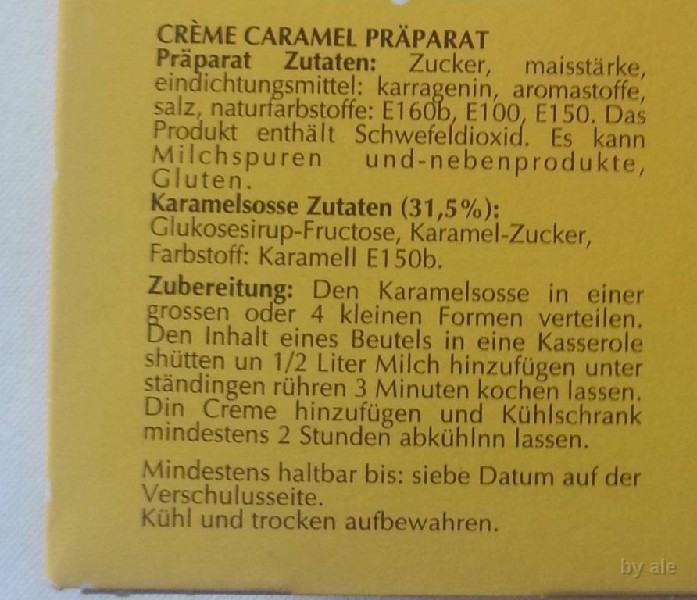 CRÈME CARAMEL PRÄPARAT
Präparat Zutaten: Zucker, maisstärke,
eindichtungsmittel: karragenin, aromastoffe,
salz, naturfarbstoffe: E160b, E100, E150. Das
Produkt enthält Schwefeldioxid. Es kann
Milchspuren und-nebenprodukte,
Gluten.
Karamelsosse Zutaten (31,5%):
Glukosesirup-Fructose, Karamel-Zucker,
Farbstoff: Karamell E150b.
Zubereitung: Den Karamelsosse in einer
grossen oder 4 kleinen Formen verteilen.
Den Inhalt eines Beutels in eine Kasserole
shütten un 1/2 Liter Milch hinzufügen unter
ständingen rühren 3 Minuten kochen lassen.
Din Creme hinzufügen und Kühlschrank
mindestens 2 Stunden abkühlnn lassen.
Mindestens haltbar bis: siebe Datum auf der
Verschulusseite.
Kühl und trocken aufbewahren.
by ale